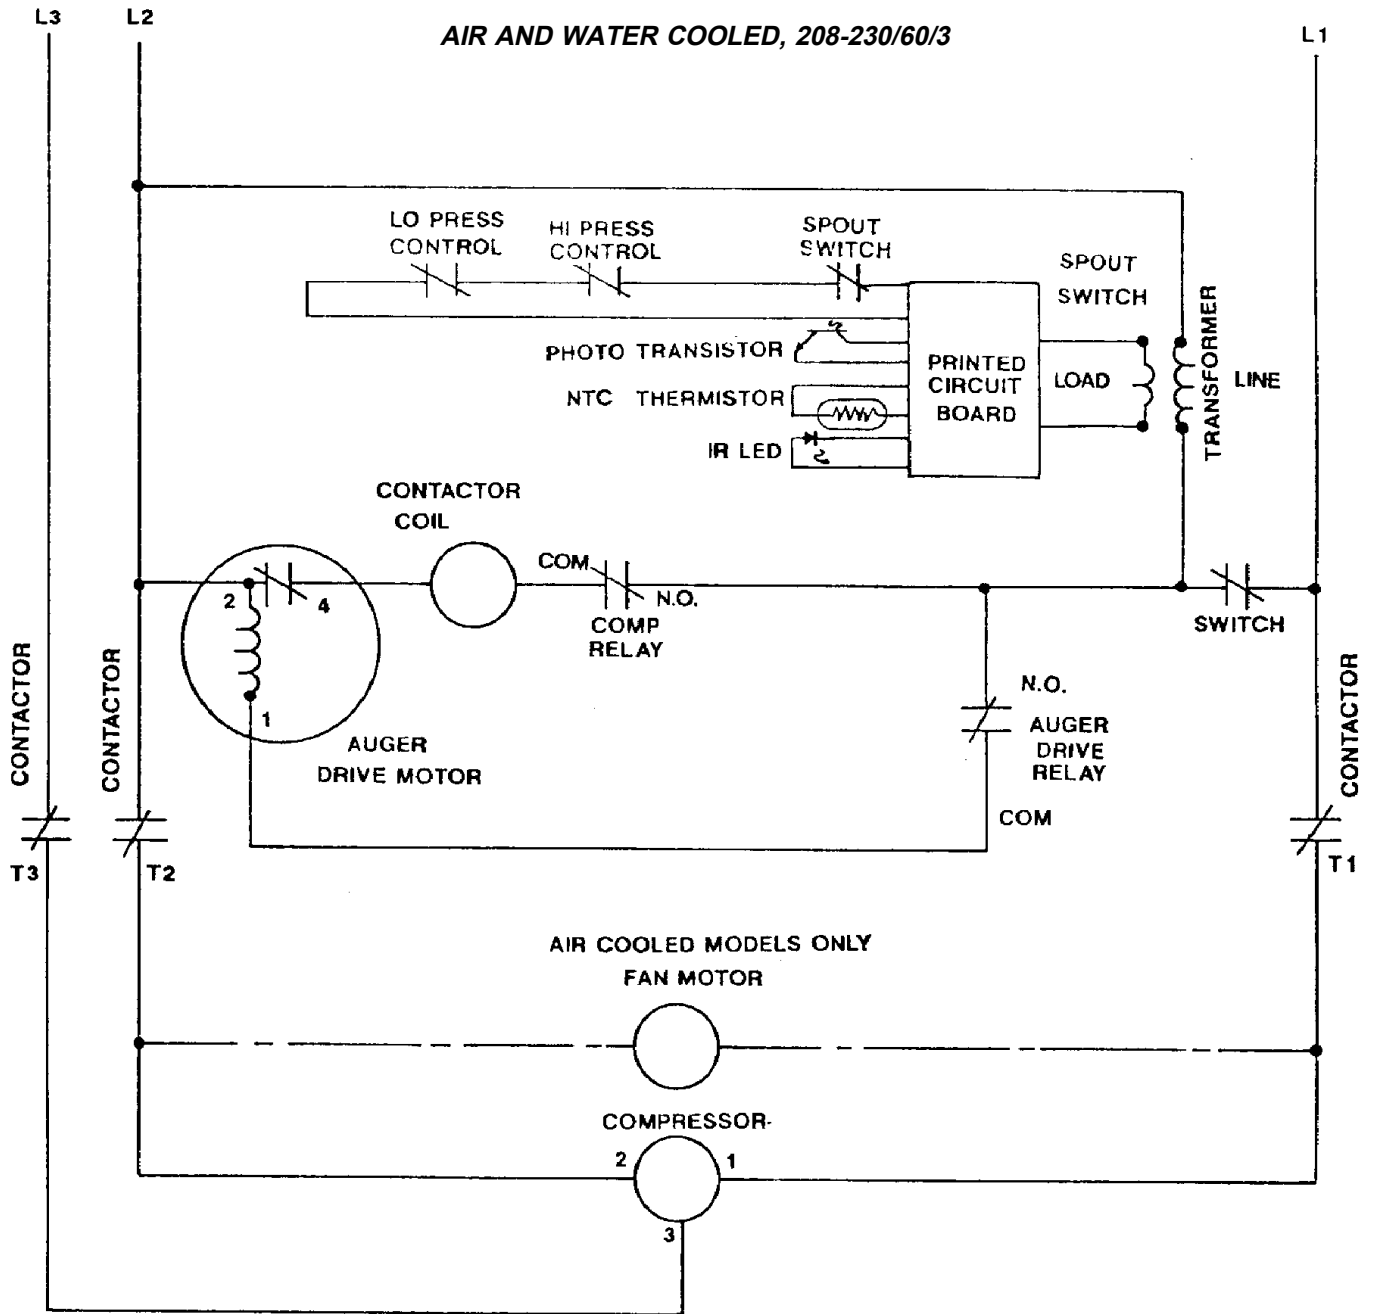 L3
L2
AIR AND WATER COOLED, 208-230/60/3
L1
LO PRESS
CONTROL
HI PRESS
CONTROL
SPOUT
SWITCH
SPOUT
SWITCH
PHOTO TRANSISTOR
NTC THERMISTOR
IR LED
PRINTED
CIRCUIT
BOARD
LOAD
TRANSFORMER
LINE
CONTACTOR
COIL
COM
N.O.
COMP
RELAY
SWITCH
2
4
1
AUGER
DRIVE MOTOR
N.O.
AUGER
DRIVE
RELAY
COM
CONTACTOR
CONTACTOR
CONTACTOR
T3
T2
T1
AIR COOLED MODELS ONLY
FAN MOTOR
COMPRESSOR
2
1
3